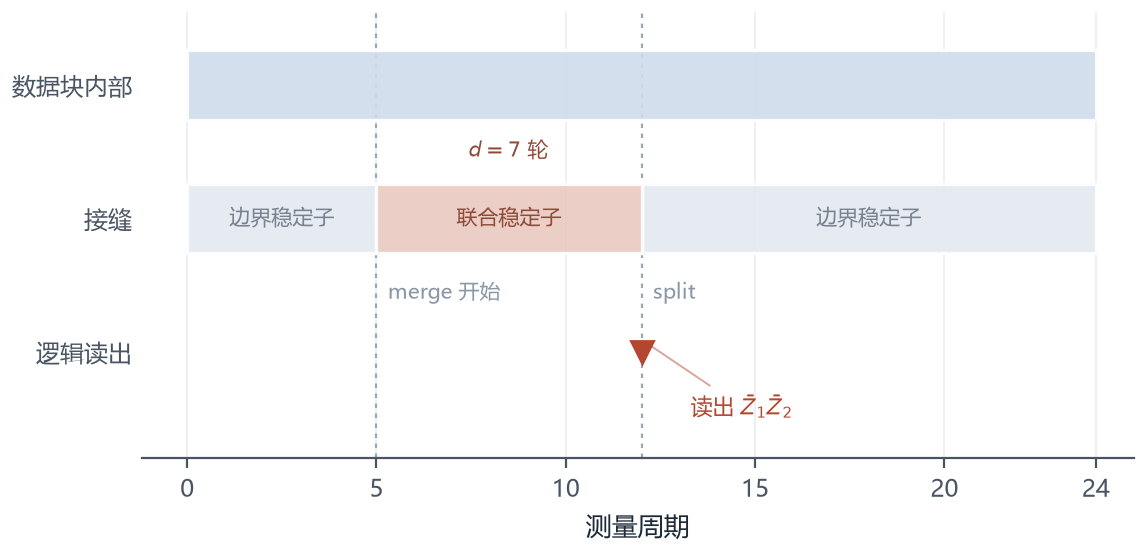 数据块内部
d = 7 轮
接缝
边界稳定子
联合稳定子
边界稳定子
merge 开始
split
逻辑读出
读出 Z̄₁Z̄₂
0 5 10 15 20 24
测量周期